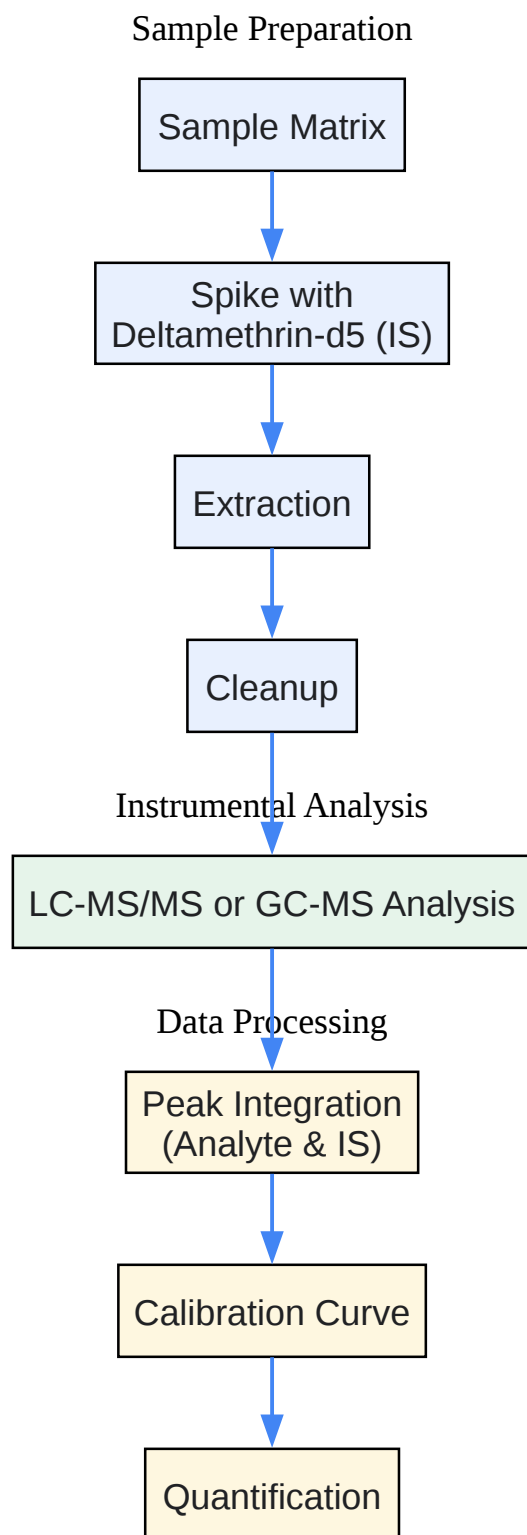 Sample Preparation
Sample Matrix
Spike with
Deltamethrin-d5 (IS)
Extraction
Cleanup
Instrumental Analysis
LC-MS/MS or GC-MS Analysis
Data Processing
Peak Integration
(Analyte & IS)
Calibration Curve
Quantification